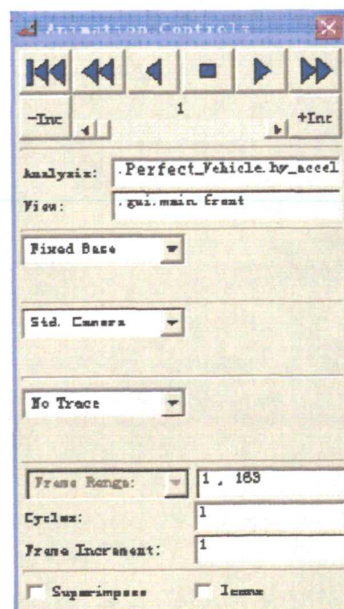 Animation Controls
1
-Inc
+Inc
Analysis:
.Perfect_Vehicle.hy_accel
View:
.gui.main.front
Fixed Base
Std. Camera
No Trace
Frame Range:
1 , 163
Cycles:
1
Frame Increment:
1
Superimpose
Icons